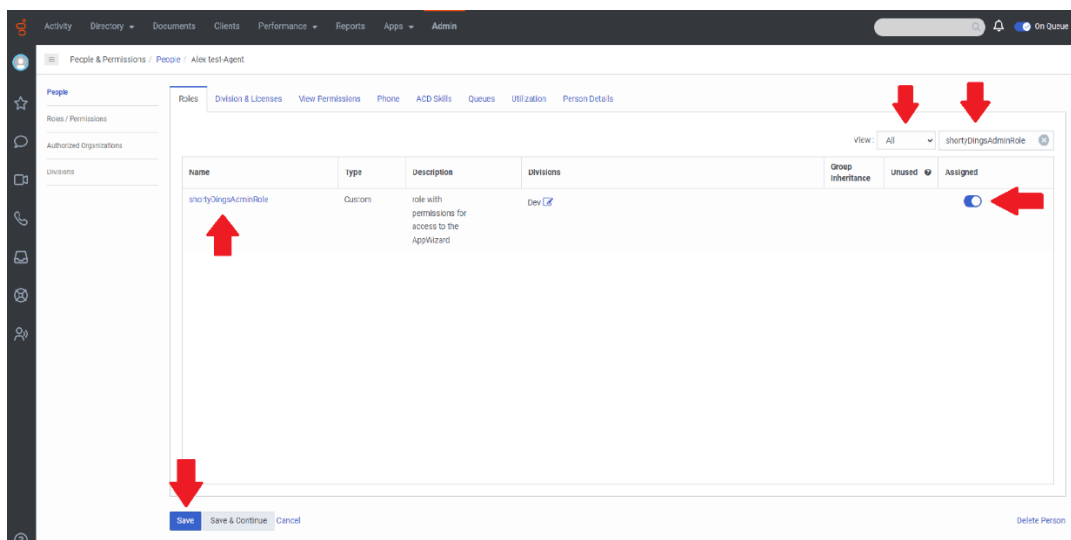 Activity Directory Documents Clients Performance Reports Apps Admin On Queue
People & Permissions / People / Alex test-Agent
People
Roles / Permissions
Authorized Organizations
Divisions
Roles Division & Licenses View Permissions Phone ACD Skills Queues Utilization Person Details
View: All shortyDingsAdminRole
Name Type Description Divisions Group Inheritance Unused Assigned
shortyDingsAdminRole Custom role with Dev
permissions for
access to the
AppWizard
Save Save & Continue Cancel Delete Person